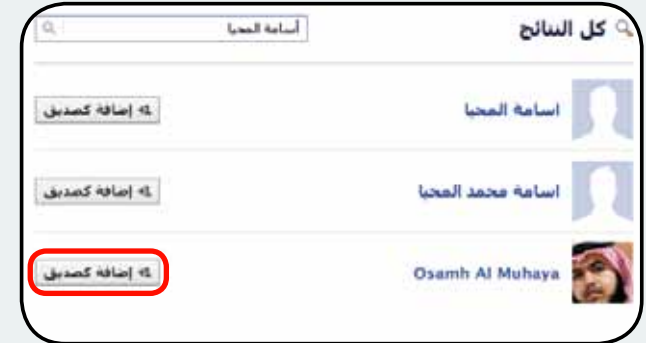 كل النتائج
أسامة المحيا
اسامة المحيا
إضافة كصديق
اسامة محمد المحيا
إضافة كصديق
Osamh Al Muhaya
إضافة كصديق